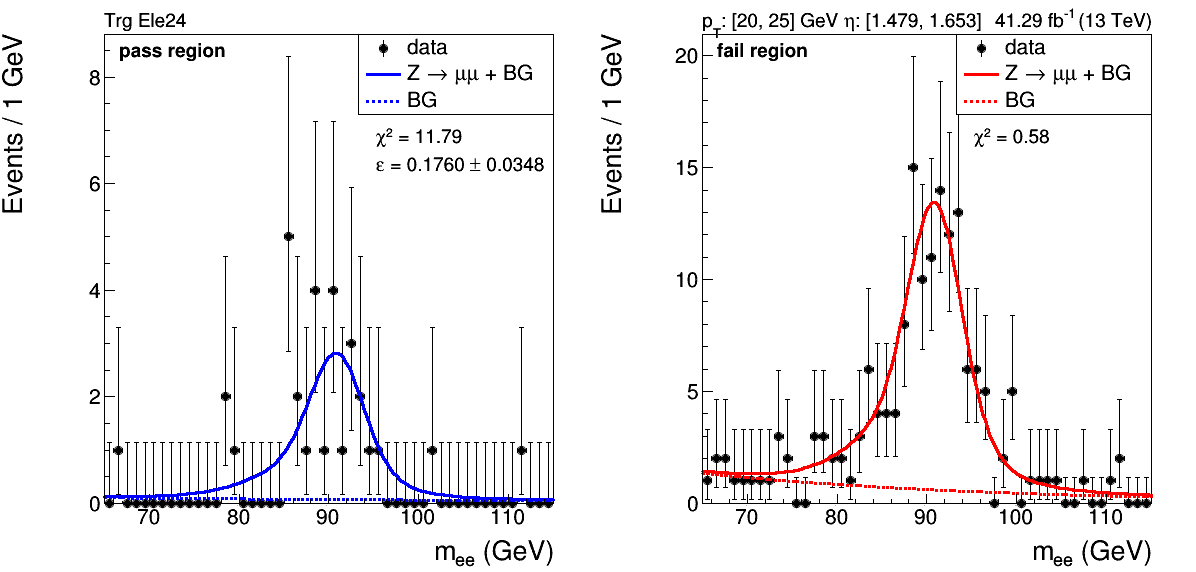 Trg Ele24
pass region
data
Z → μμ + BG
BG
χ² = 11.79
ε = 0.1760 ± 0.0348
Events / 1 GeV
8
6
4
2
0
70 80 90 100 110
m_ee (GeV)
p_T: [20, 25] GeV η: [1.479, 1.653] 41.29 fb⁻¹ (13 TeV)
fail region
data
Z → μμ + BG
BG
χ² = 0.58
Events / 1 GeV
20
15
10
5
0
70 80 90 100 110
m_ee (GeV)